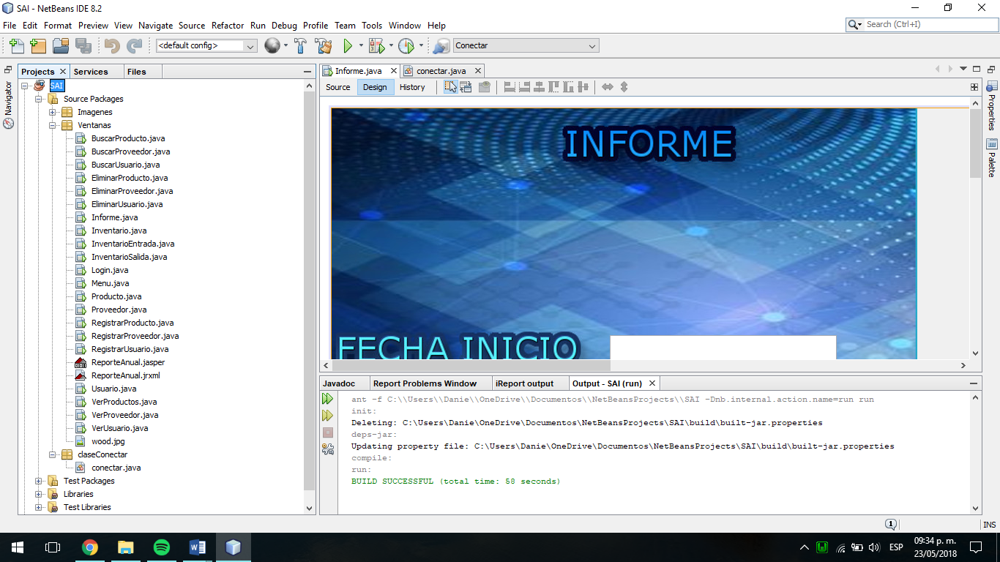 SAI - NetBeans IDE 8.2
File Edit Format Preview View Navigate Source Refactor Run Debug Profile Team Tools Window Help
Search (Ctrl+I)
<default config>
Conectar
Projects
Services
Files
Navigator
SAI
Source Packages
Imagenes
Ventanas
BuscarProducto.java
BuscarProveedor.java
BuscarUsuario.java
EliminarProducto.java
EliminarProveedor.java
EliminarUsuario.java
Informe.java
Inventario.java
InventarioEntrada.java
InventarioSalida.java
Login.java
Menu.java
Producto.java
Proveedor.java
RegistrarProducto.java
RegistrarProveedor.java
RegistrarUsuario.java
ReporteAnual.jasper
ReporteAnual.jrxml
Usuario.java
VerProductos.java
VerProveedor.java
VerUsuario.java
wood.jpg
claseConectar
conectar.java
Test Packages
Libraries
Test Libraries
Informe.java
conectar.java
Source Design History
INFORME
FECHA INICIO
Properties
Palette
Javadoc
Report Problems Window
iReport output
Output - SAI (run)
ant -f C:\\Users\\Danie\\OneDrive\\Documentos\\NetBeansProjects\\SAI -Dnb.internal.action.name=run run
init:
Deleting: C:\Users\Danie\OneDrive\Documentos\NetBeansProjects\SAI\build\built-jar.properties
deps-jar:
Updating property file: C:\Users\Danie\OneDrive\Documentos\NetBeansProjects\SAI\build\built-jar.properties
compile:
run:
BUILD SUCCESSFUL (total time: 58 seconds)
1
INS
ESP
09:34 p. m.
23/05/2018